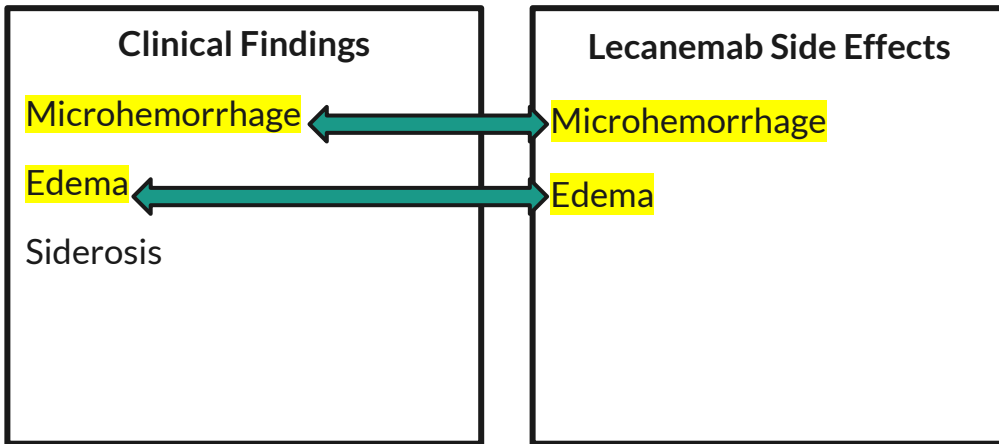 Clinical Findings
Microhemorrhage
Edema
Siderosis
Lecanemab Side Effects
Microhemorrhage
Edema